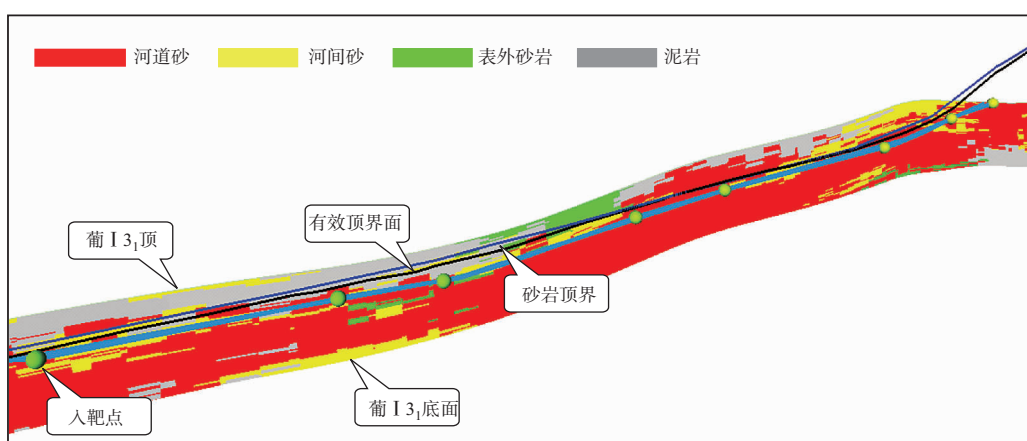 河道砂 河间砂 表外砂岩 泥岩
有效顶界面
葡Ⅰ3₁顶
砂岩顶界
入靶点
葡Ⅰ3₁底面